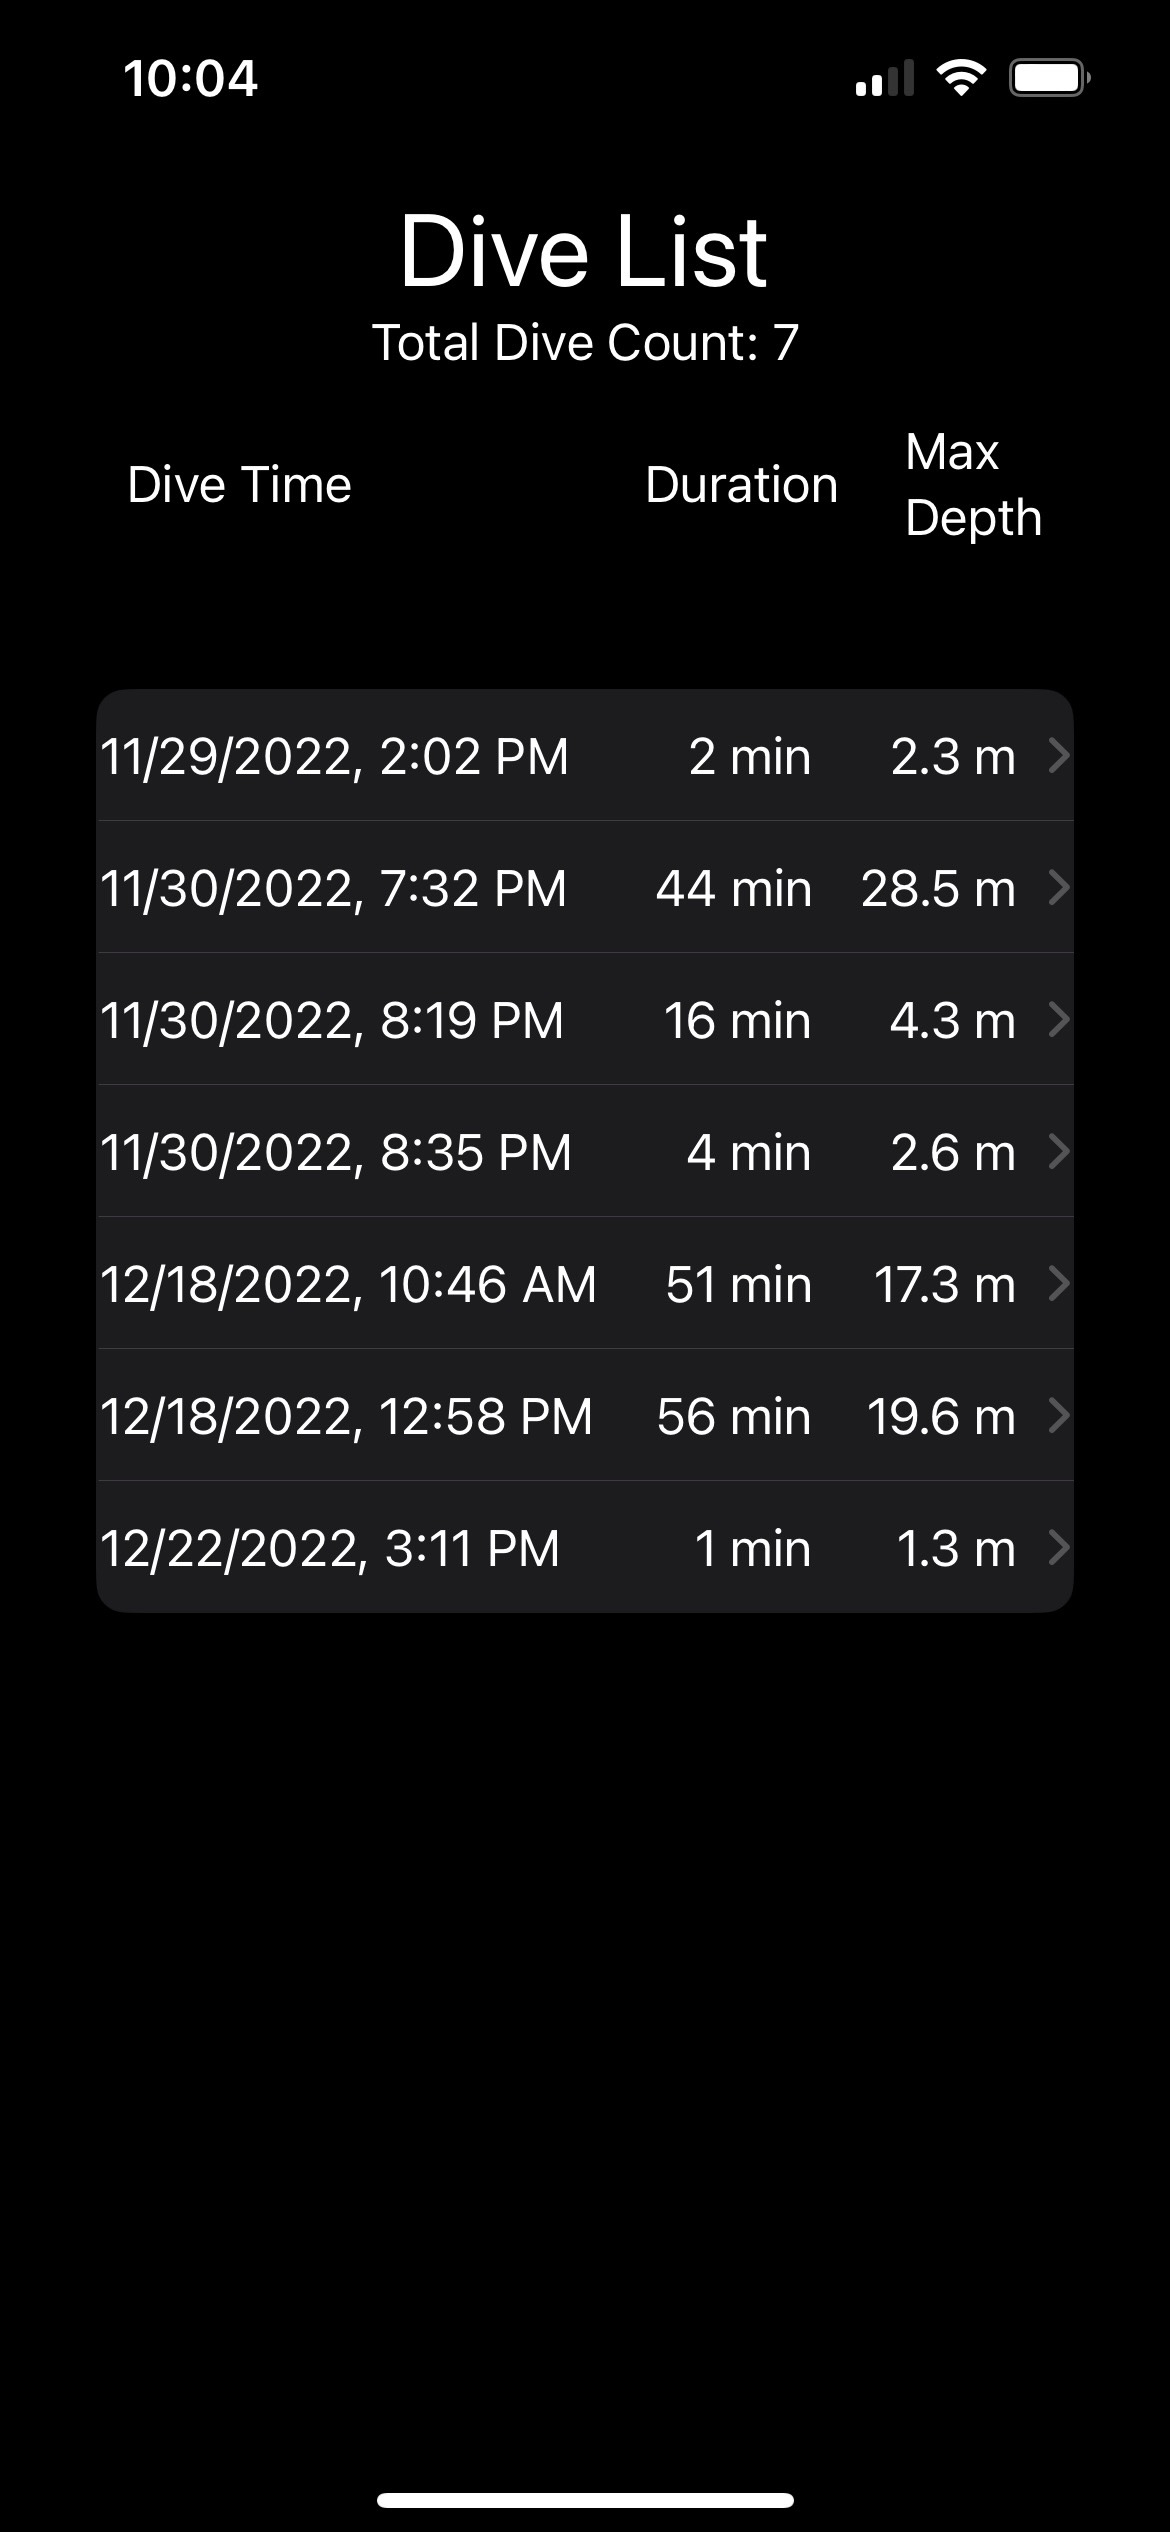 10:04
Dive List
Total Dive Count: 7
Dive Time Duration Max Depth
11/29/2022, 2:02 PM 2 min 2.3 m
11/30/2022, 7:32 PM 44 min 28.5 m
11/30/2022, 8:19 PM 16 min 4.3 m
11/30/2022, 8:35 PM 4 min 2.6 m
12/18/2022, 10:46 AM 51 min 17.3 m
12/18/2022, 12:58 PM 56 min 19.6 m
12/22/2022, 3:11 PM 1 min 1.3 m